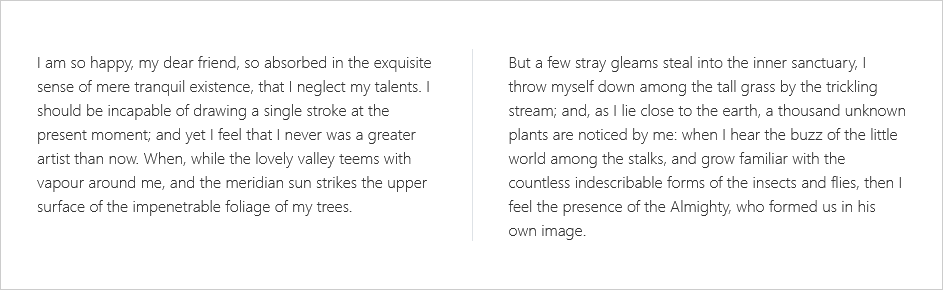 I am so happy, my dear friend, so absorbed in the exquisite
sense of mere tranquil existence, that I neglect my talents. I
should be incapable of drawing a single stroke at the
present moment; and yet I feel that I never was a greater
artist than now. When, while the lovely valley teems with
vapour around me, and the meridian sun strikes the upper
surface of the impenetrable foliage of my trees.
But a few stray gleams steal into the inner sanctuary, I
throw myself down among the tall grass by the trickling
stream; and, as I lie close to the earth, a thousand unknown
plants are noticed by me: when I hear the buzz of the little
world among the stalks, and grow familiar with the
countless indescribable forms of the insects and flies, then I
feel the presence of the Almighty, who formed us in his
own image.